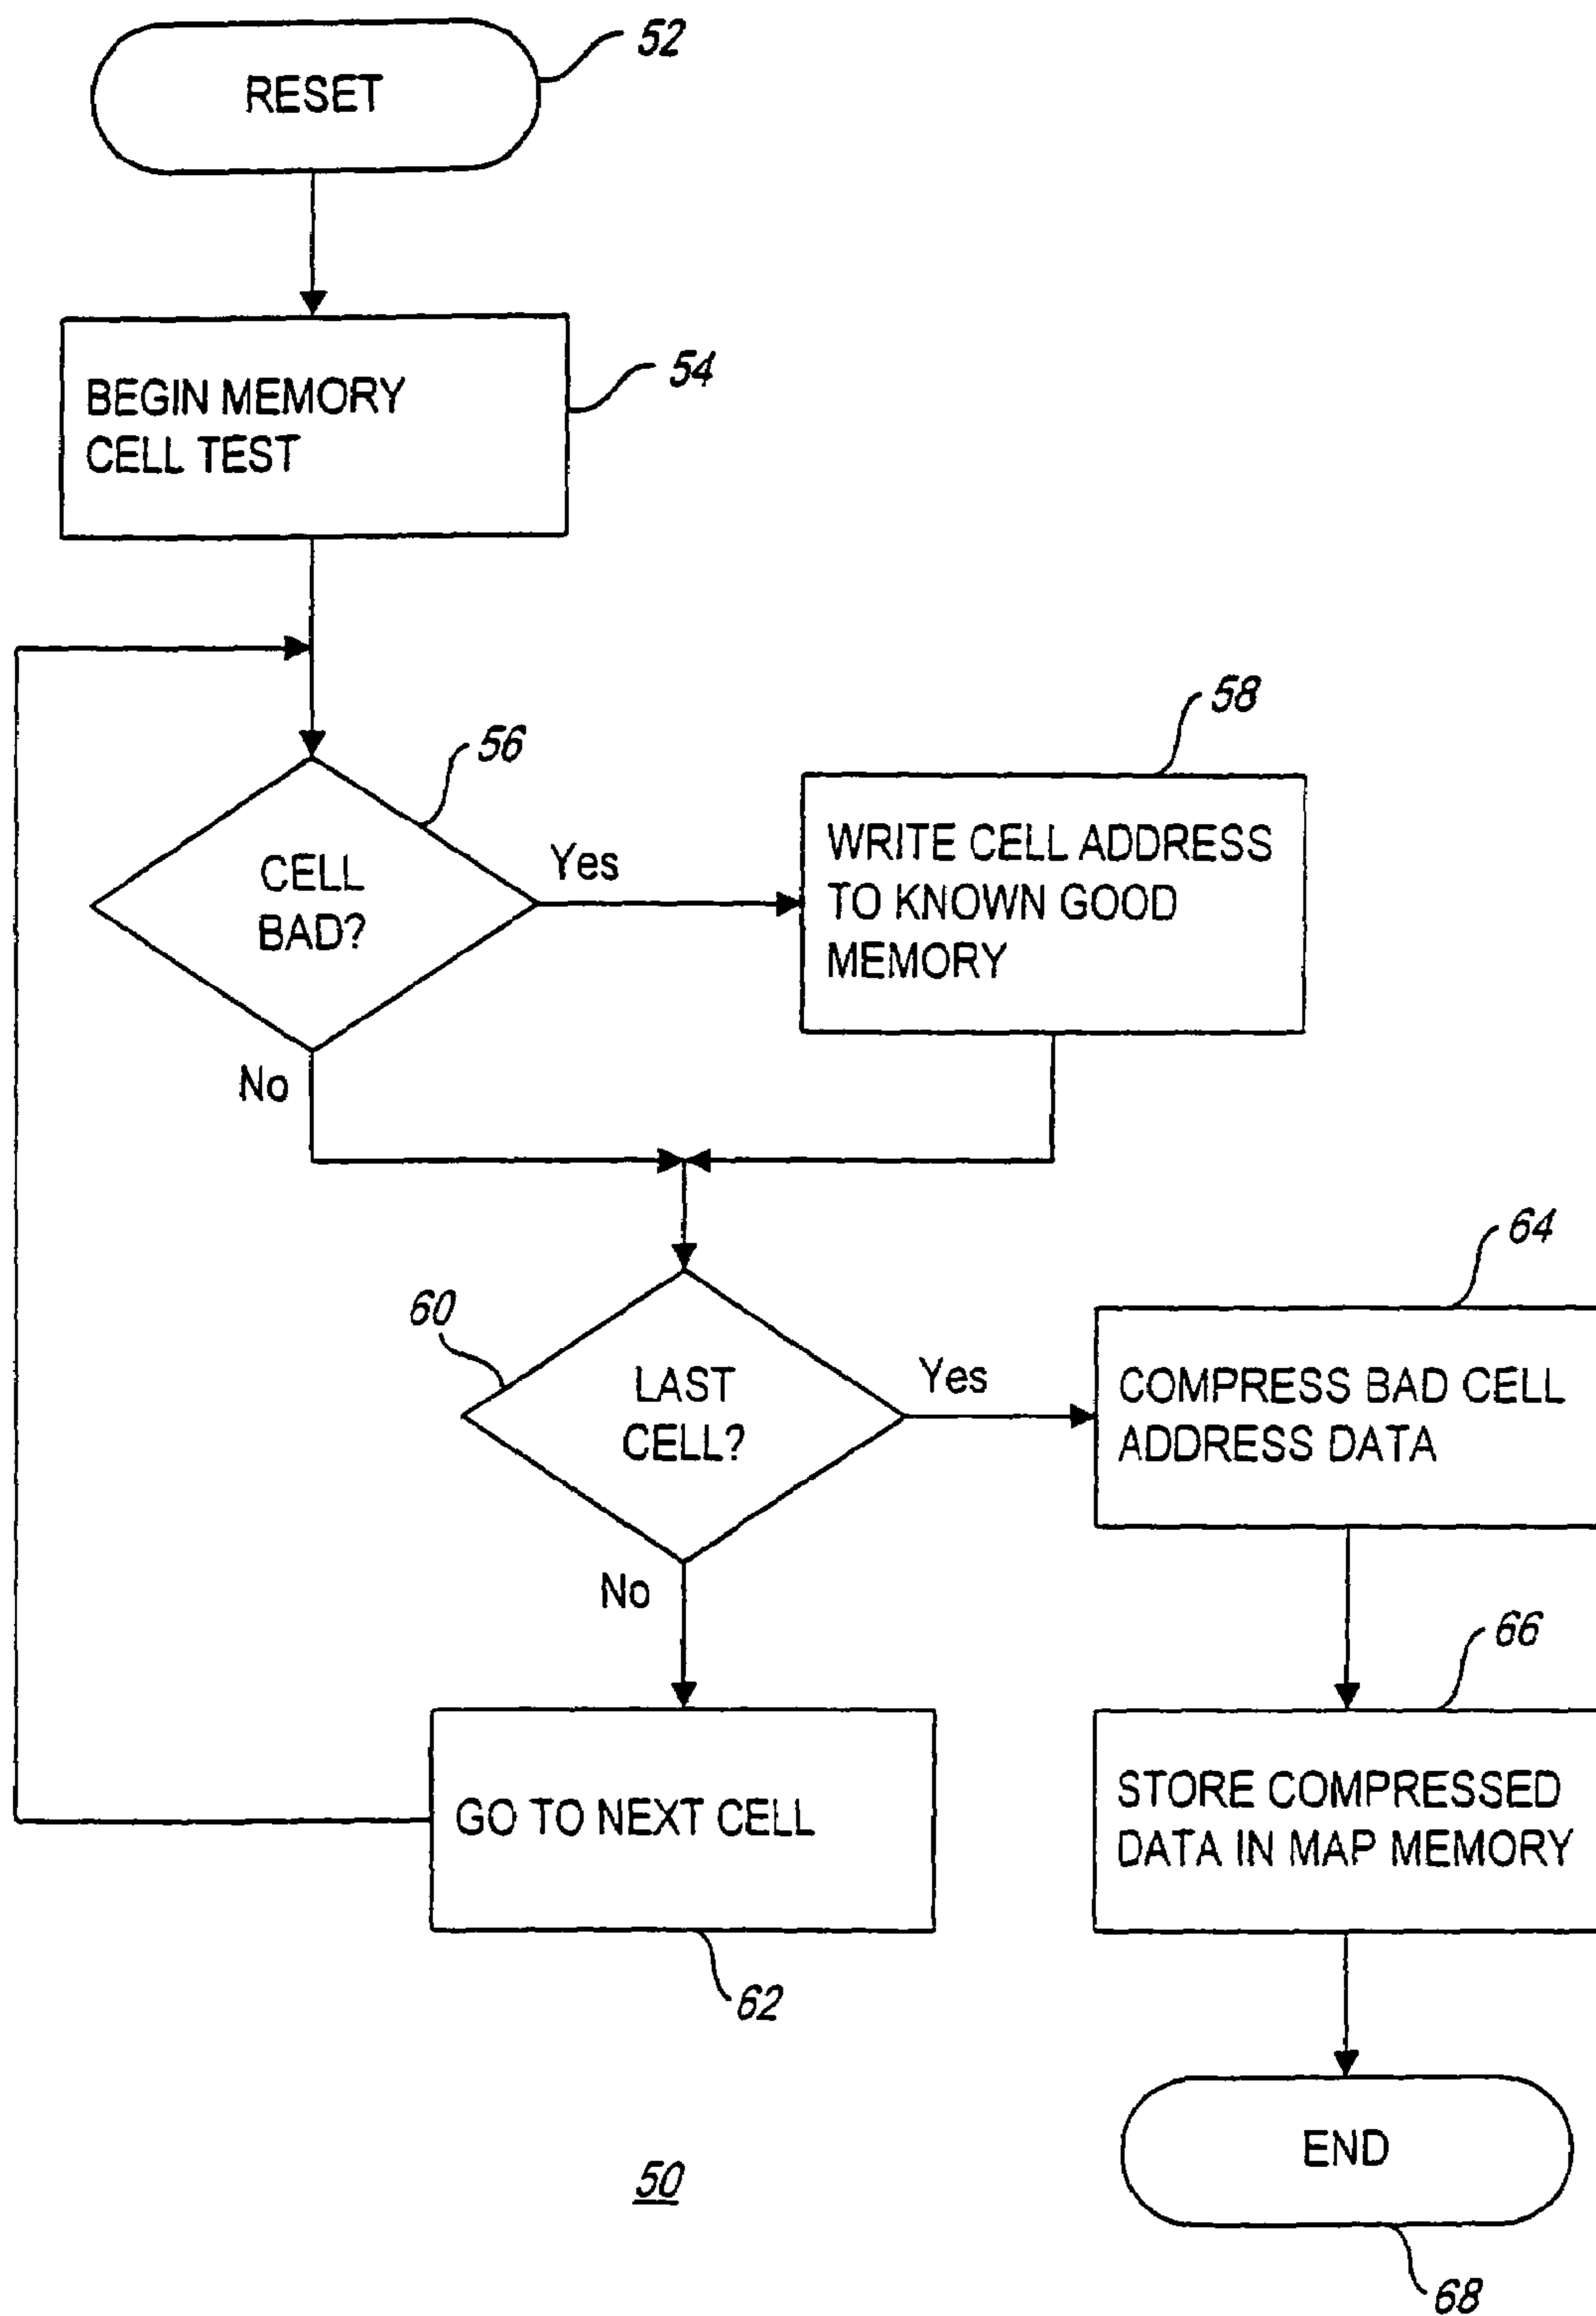 52
RESET
54
BEGIN MEMORY
CELL TEST
56
CELL
BAD?
Yes
No
58
WRITE CELL ADDRESS
TO KNOWN GOOD
MEMORY
60
LAST
CELL?
Yes
No
64
COMPRESS BAD CELL
ADDRESS DATA
66
STORE COMPRESSED
DATA IN MAP MEMORY
GO TO NEXT CELL
62
END
68
50